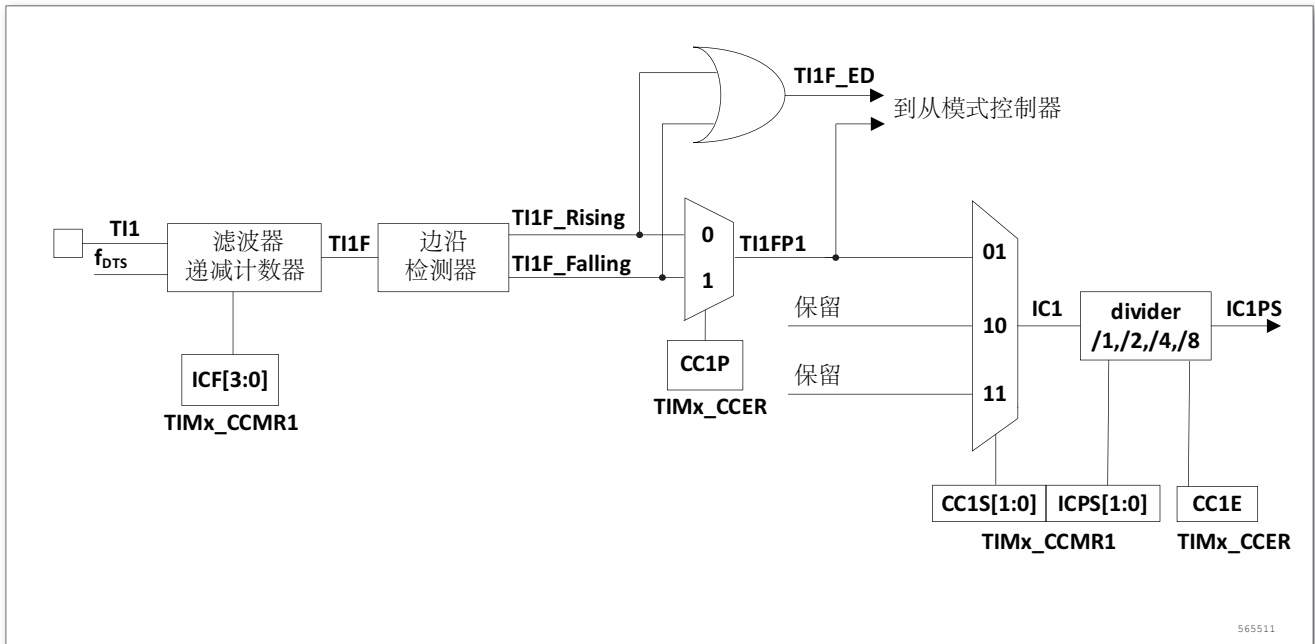 TI1F_ED
到从模式控制器
TI1
fDTS
滤波器
递减计数器
TI1F
边沿
检测器
TI1F_Rising
TI1F_Falling
0
1
TI1FP1
01
保留
10
保留
11
IC1
divider
/1,/2,/4,/8
IC1PS
ICF[3:0]
TIMx_CCMR1
CC1P
TIMx_CCER
CC1S[1:0]
ICPS[1:0]
TIMx_CCMR1
CC1E
TIMx_CCER
565511